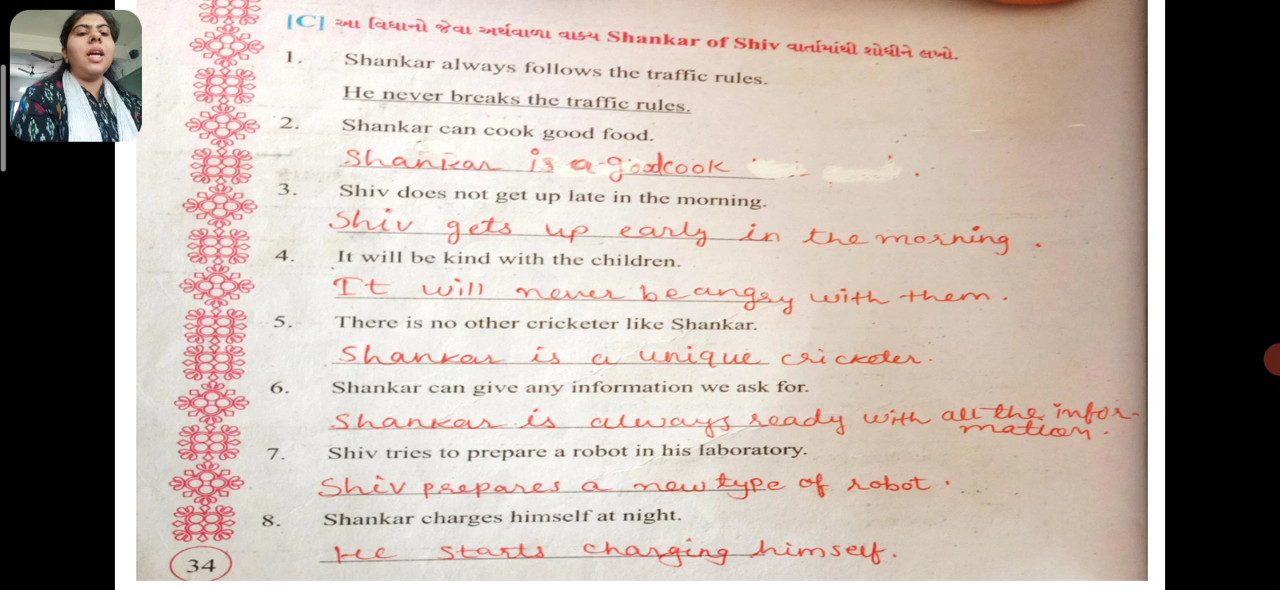 [C] આ વિધાનો જેવા અર્થવાળા વાક્ય Shankar of Shiv વાર્તામાંથી શોધીને લખો.
1. Shankar always follows the traffic rules.
He never breaks the traffic rules.
2. Shankar can cook good food.
Shankar is a good cook .
3. Shiv does not get up late in the morning.
Shiv gets up early in the morning .
4. It will be kind with the children.
It will never be angry with them .
5. There is no other cricketer like Shankar.
Shankar is a unique cricketer .
6. Shankar can give any information we ask for.
Shankar is always ready with all the infor-
mation .
7. Shiv tries to prepare a robot in his laboratory.
Shiv prepares a new type of robot .
8. Shankar charges himself at night.
He starts charging himself .
34